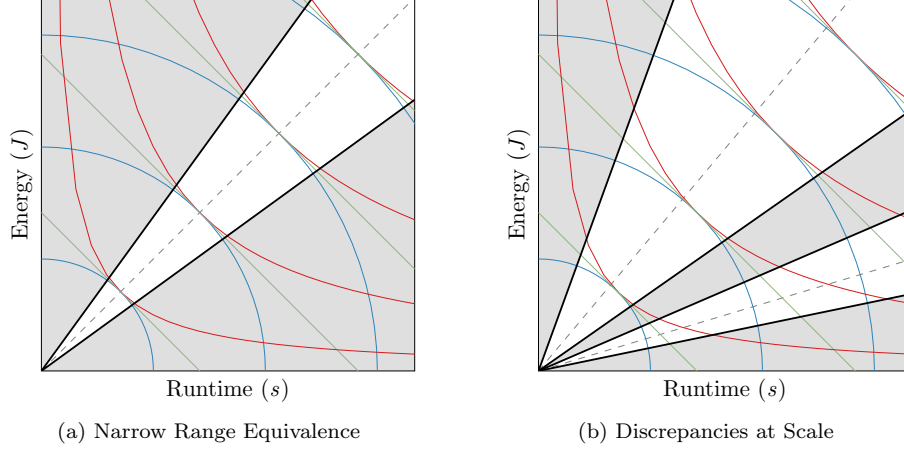 Energy (J)
Runtime (s)
(a) Narrow Range Equivalence
Energy (J)
Runtime (s)
(b) Discrepancies at Scale